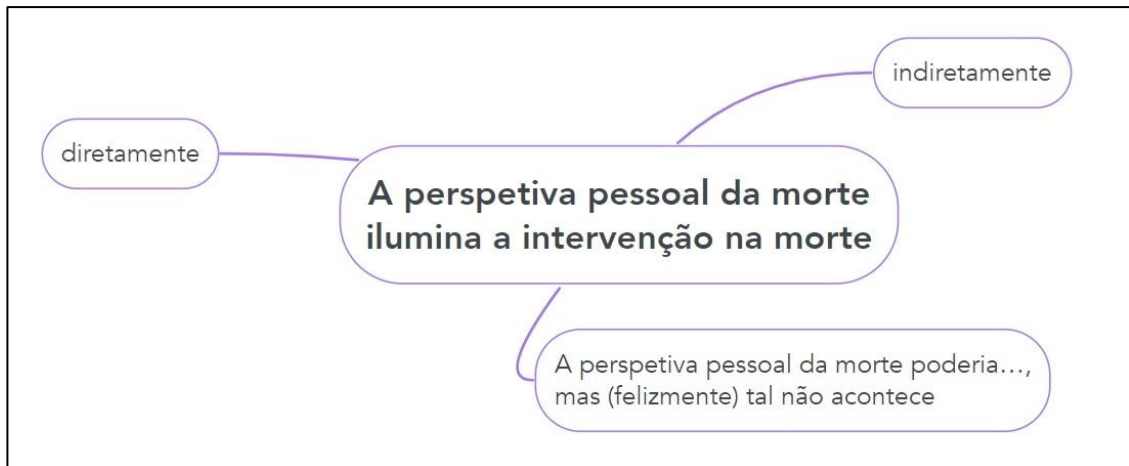 indiretamente
diretamente
A perspetiva pessoal da morte
ilumina a intervenção na morte
A perspetiva pessoal da morte poderia...,
mas (felizmente) tal não acontece